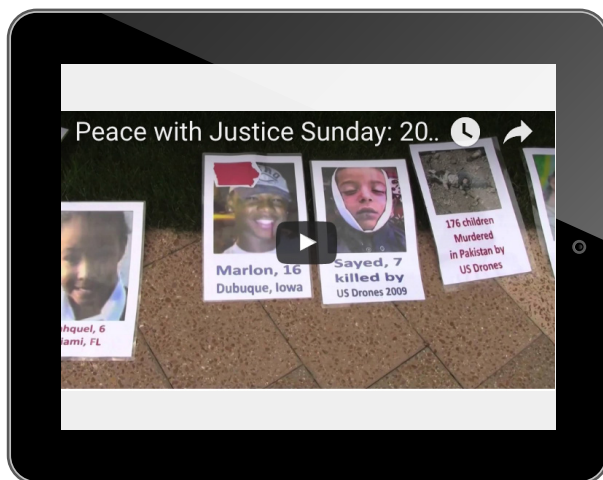 Peace with Justice Sunday: 20..
Marlon, 16
Dubuque, Iowa
Sayed, 7
killed by
US Drones 2009
176 children
Murdered
in Pakistan by
US Drones
hquel, 6
iami, FL